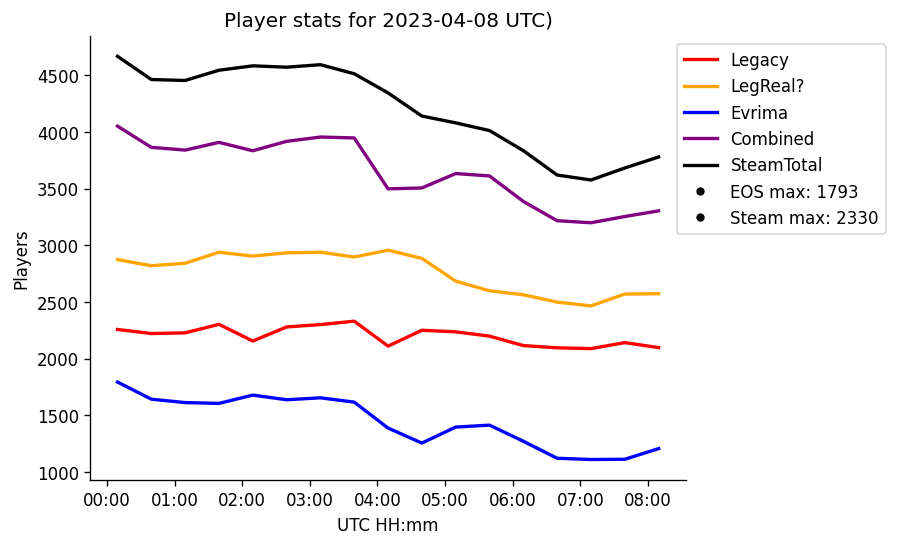 Player stats for 2023-04-08 UTC)
Legacy
LegReal?
Evrima
Combined
SteamTotal
EOS max: 1793
Steam max: 2330
Players
4500
4000
3500
3000
2500
2000
1500
1000
00:00 01:00 02:00 03:00 04:00 05:00 06:00 07:00 08:00
UTC HH:mm